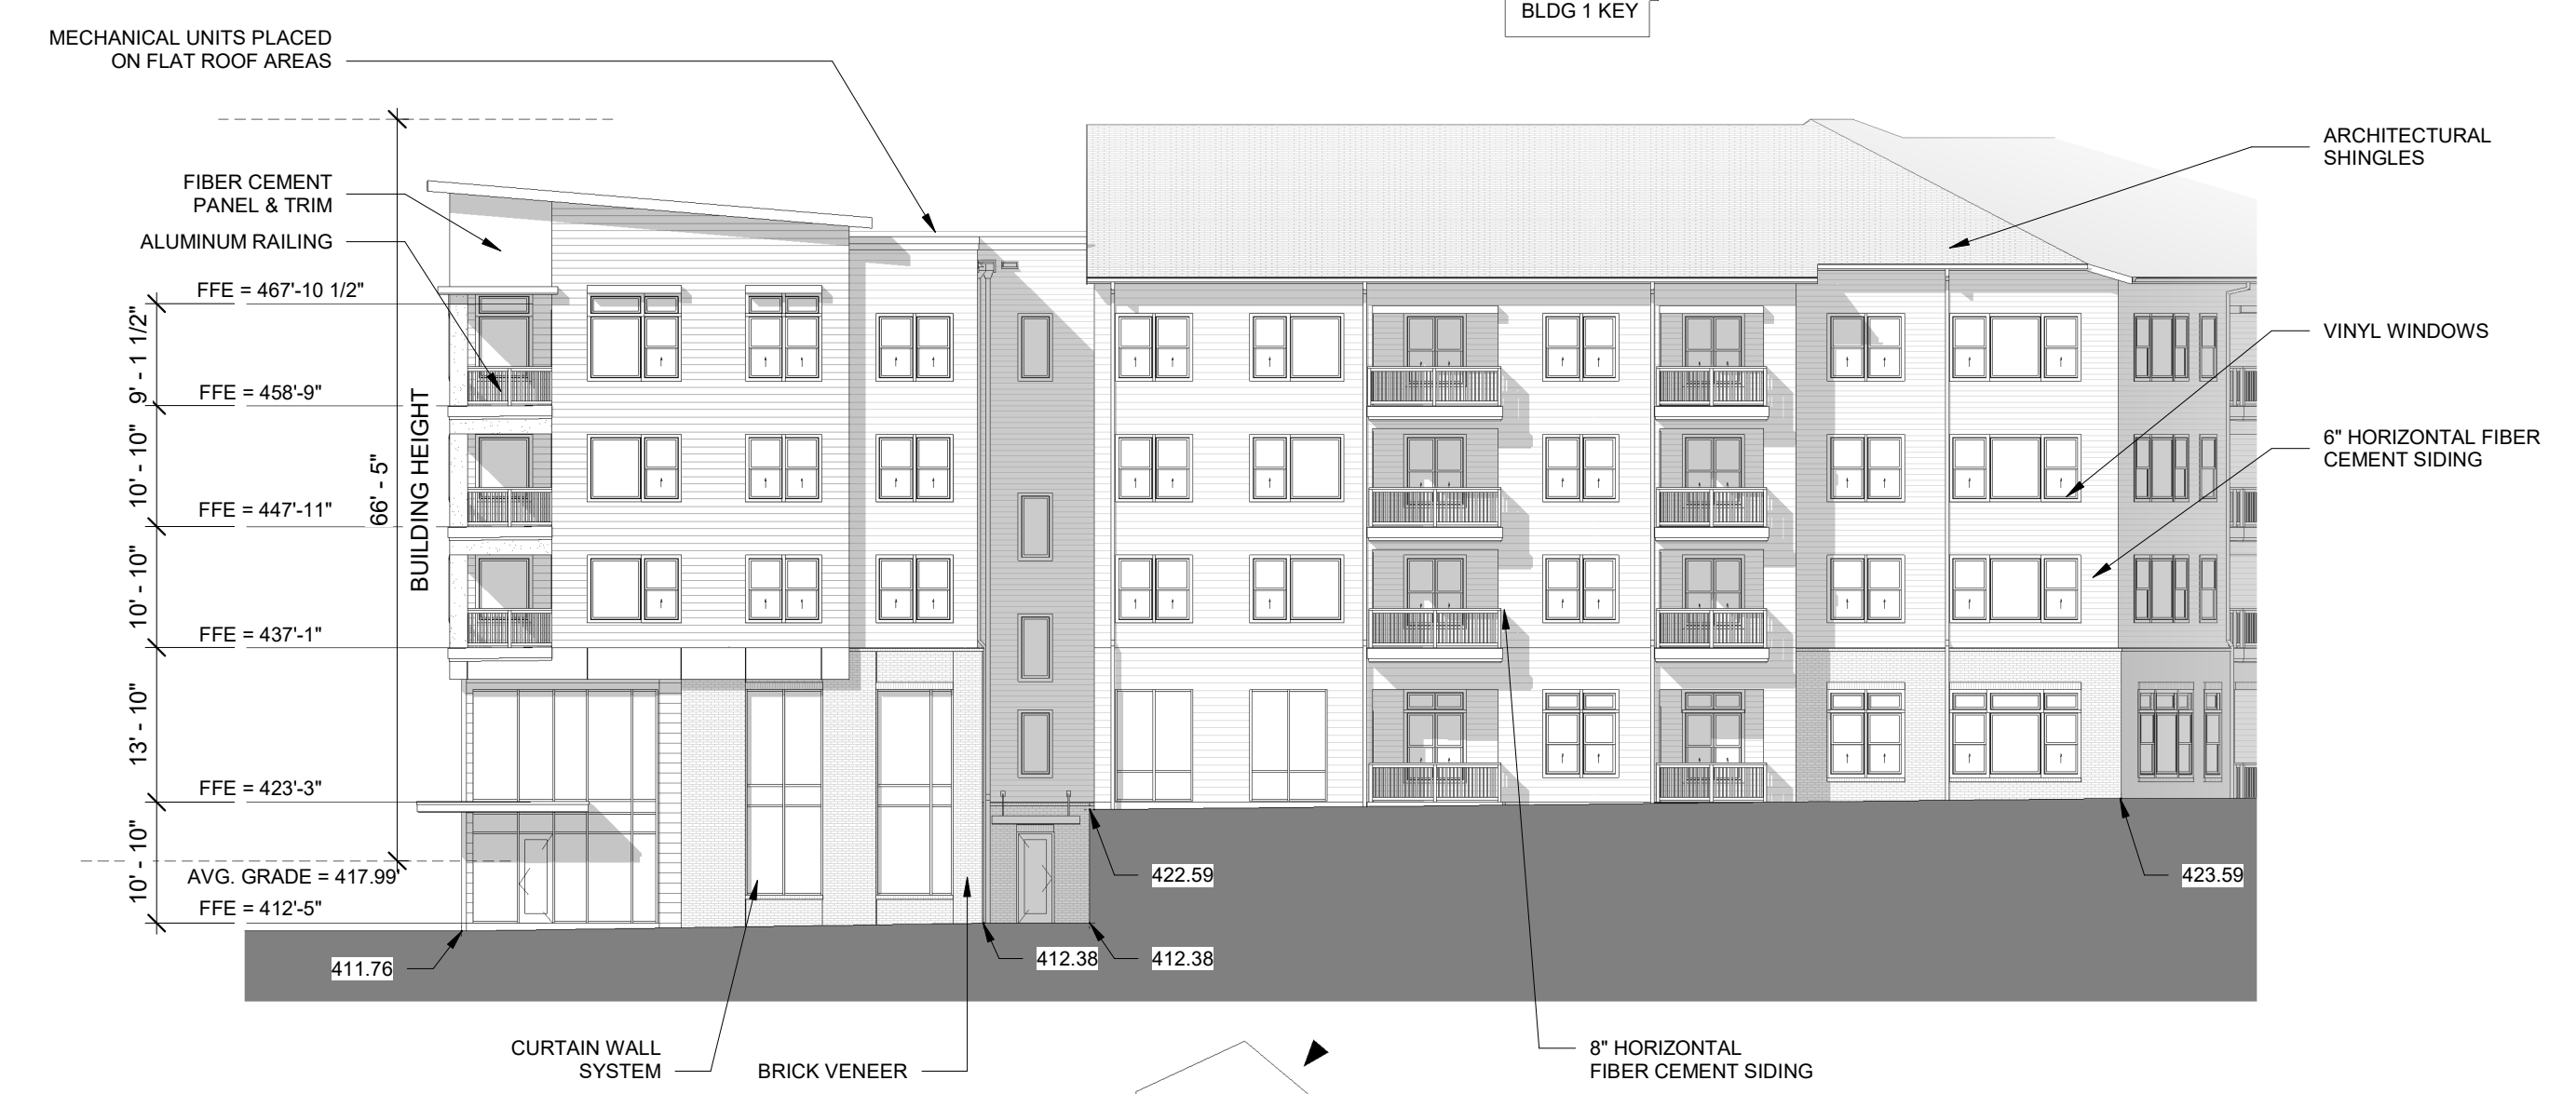 BLDG 1 KEY
MECHANICAL UNITS PLACED
ON FLAT ROOF AREAS
FIBER CEMENT
PANEL & TRIM
ALUMINUM RAILING
FFE = 467'-10 1/2"
9' - 1 1/2"
FFE = 458'-9"
10' - 10"
FFE = 447'-11"
10' - 10"
FFE = 437'-1"
13' - 10"
FFE = 423'-3"
10' - 10"
AVG. GRADE = 417.99'
FFE = 412'-5"
66' - 5"
BUILDING HEIGHT
ARCHITECTURAL
SHINGLES
VINYL WINDOWS
6" HORIZONTAL FIBER
CEMENT SIDING
422.59
423.59
411.76
412.38
412.38
CURTAIN WALL
SYSTEM
BRICK VENEER
8" HORIZONTAL
FIBER CEMENT SIDING